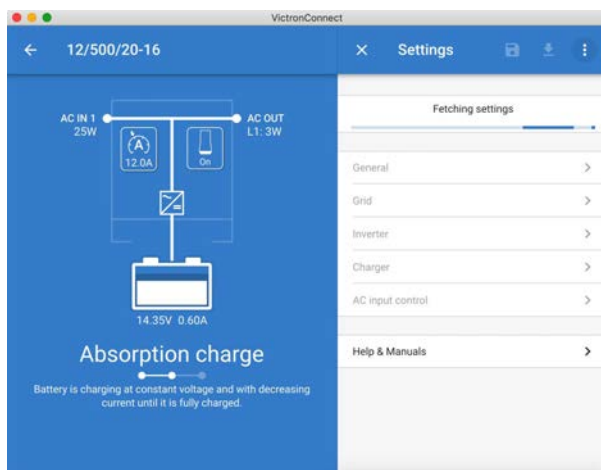 VictronConnect
12/500/20-16
Settings
AC IN 1
25W
AC OUT
L1: 3W
12.0A
On
14.35V 0.60A
Absorption charge
Battery is charging at constant voltage and with decreasing
current until it is fully charged.
Fetching settings
General
Grid
Inverter
Charger
AC input control
Help & Manuals